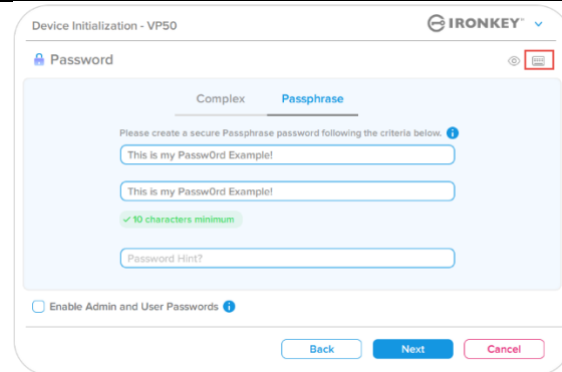 Device Initialization - VP50
IRONKEY
Password
Complex Passphrase
Please create a secure Passphrase password following the criteria below.
This is my Passw0rd Example!
This is my Passw0rd Example!
✓ 10 characters minimum
Password Hint?
Enable Admin and User Passwords
Back Next Cancel